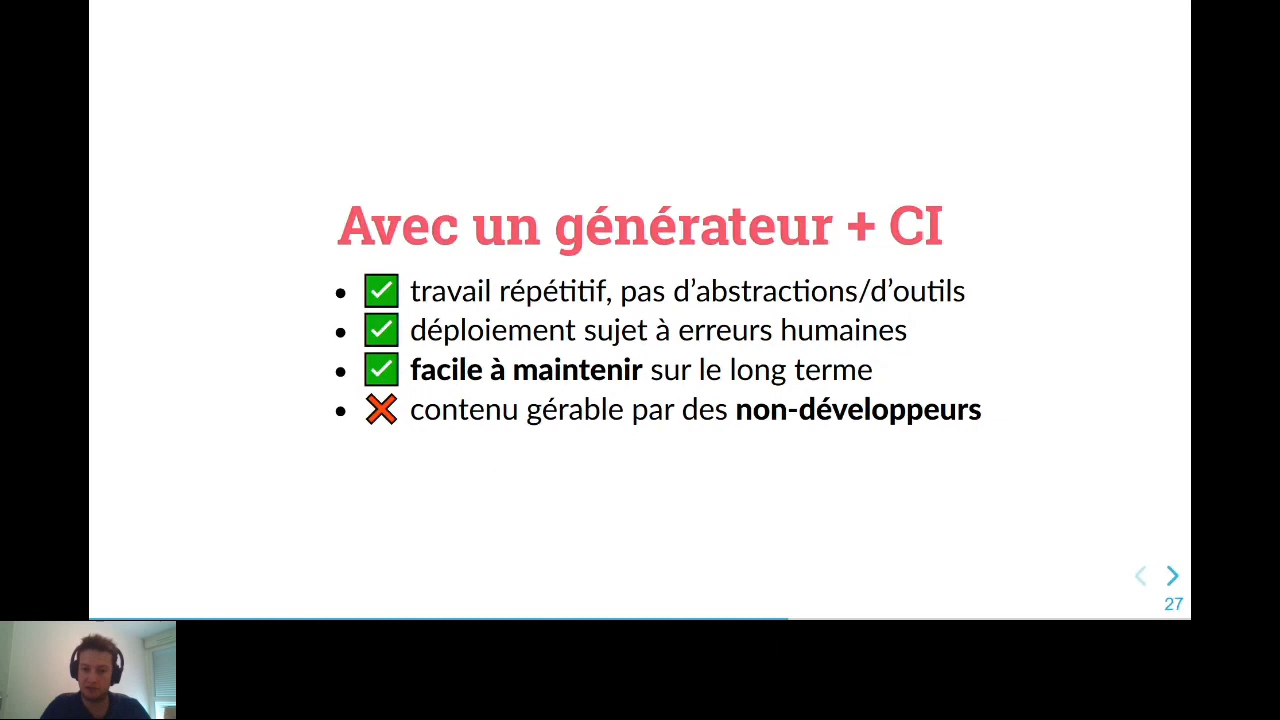 Avec un générateur + CI
• ✅ travail répétitif, pas d’abstractions/d’outils
• ✅ déploiement sujet à erreurs humaines
• ✅ facile à maintenir sur le long terme
• ❌ contenu gérable par des non-développeurs
27